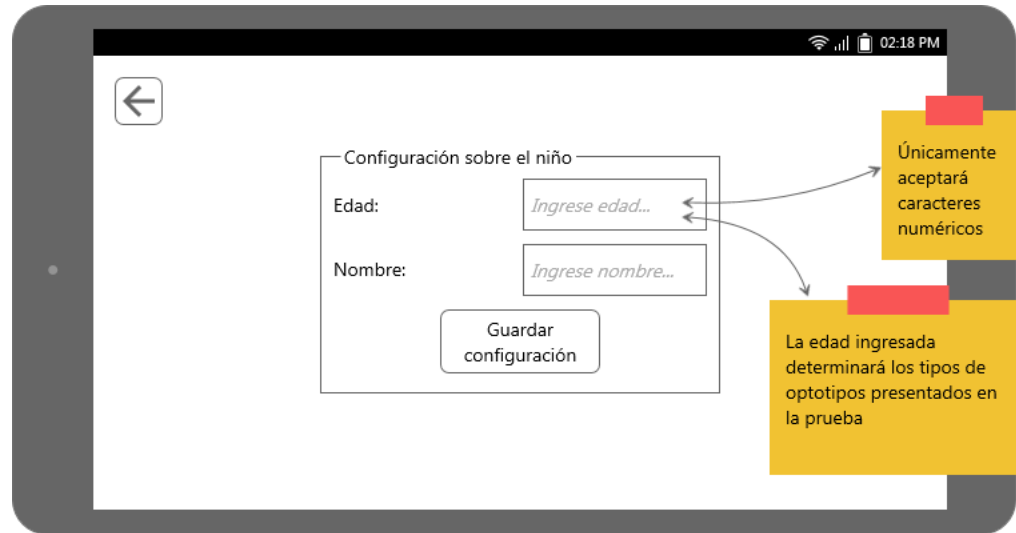 02:18 PM
Configuración sobre el niño
Edad:
Ingrese edad...
Nombre:
Ingrese nombre...
Guardar
configuración
Únicamente
aceptará
caracteres
numéricos
La edad ingresada
determinará los tipos de
optotipos presentados en
la prueba